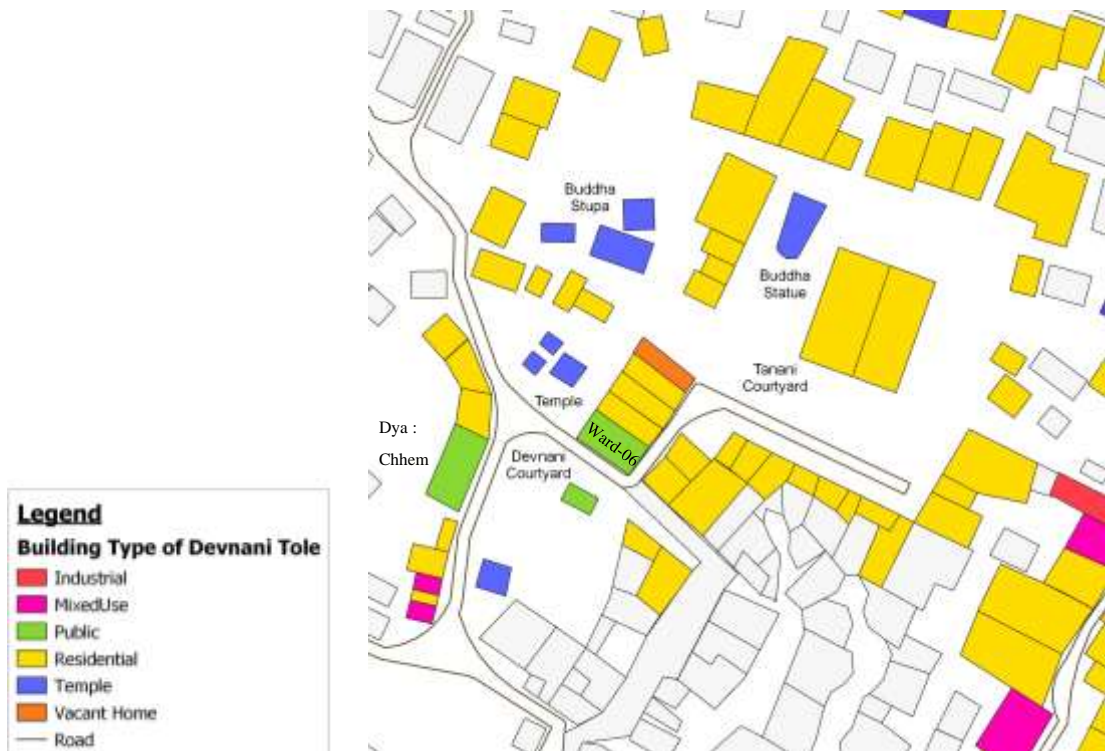 Buddha
Stupa
Buddha
Statue
Tanani
Courtyard
Temple
Ward-06
Dya :
Chhem
Devnani
Courtyard
Legend
Building Type of Devnani Tole
Industrial
MixedUse
Public
Residential
Temple
Vacant Home
Road